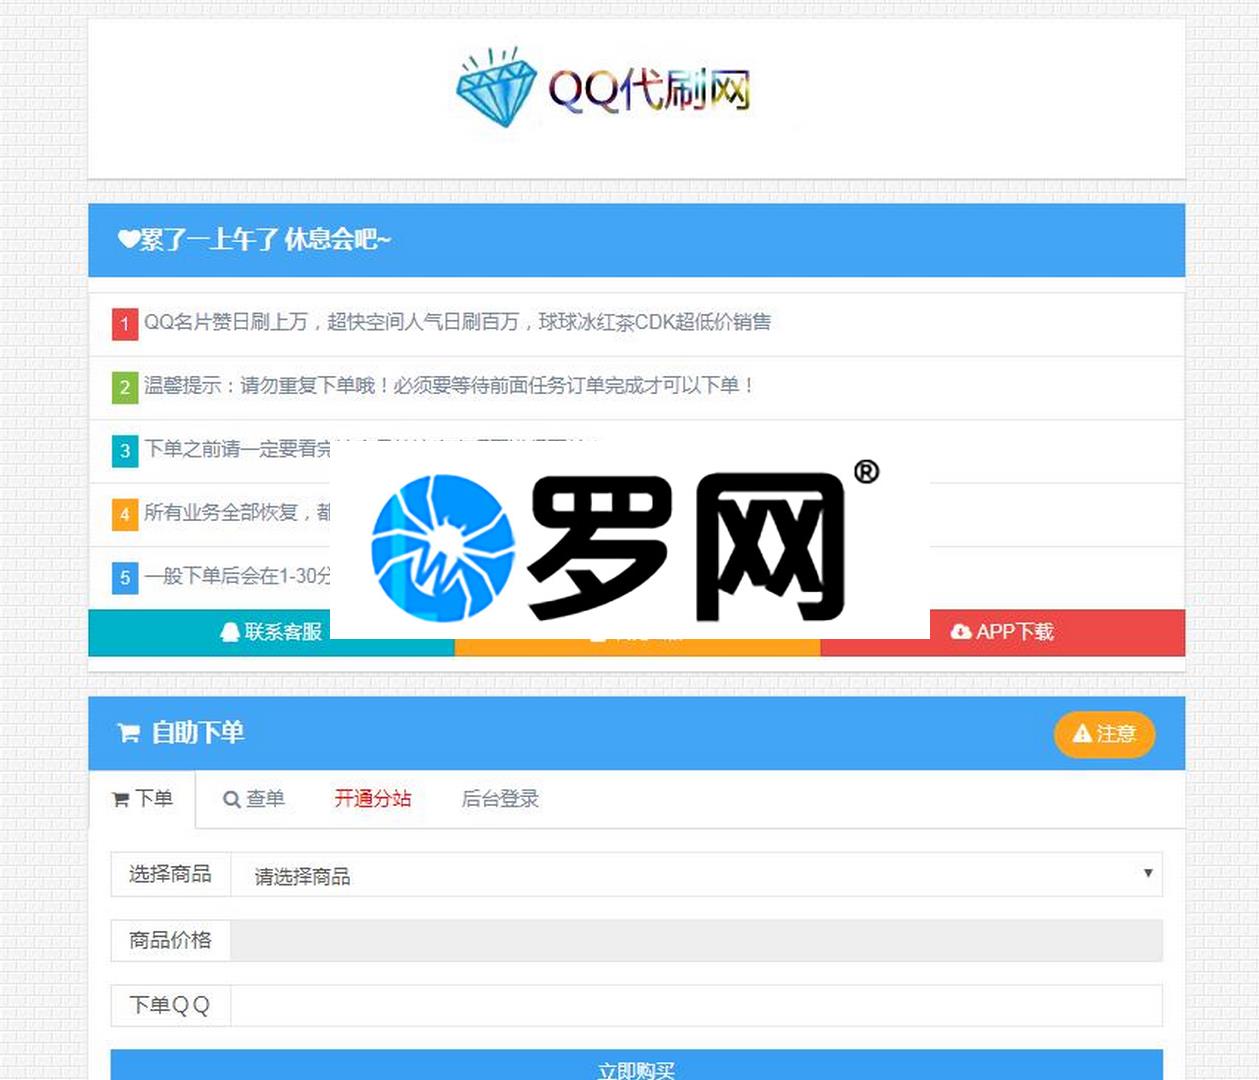 QQ代刷网
累了一上午了 休息会吧~
1 QQ名片赞日刷上万，超快空间人气日刷百万，球球冰红茶CDK超低价销售
2 温馨提示：请勿重复下单哦！必须要等待前面任务订单完成才可以下单！
3 下单之前请一定要看完
4 所有业务全部恢复，都
5 一般下单后会在1-30分
罗网®
联系客服
APP下载
自助下单
注意
下单 查单 开通分站 后台登录
选择商品 请选择商品
商品价格
下单ＱＱ
立即购买